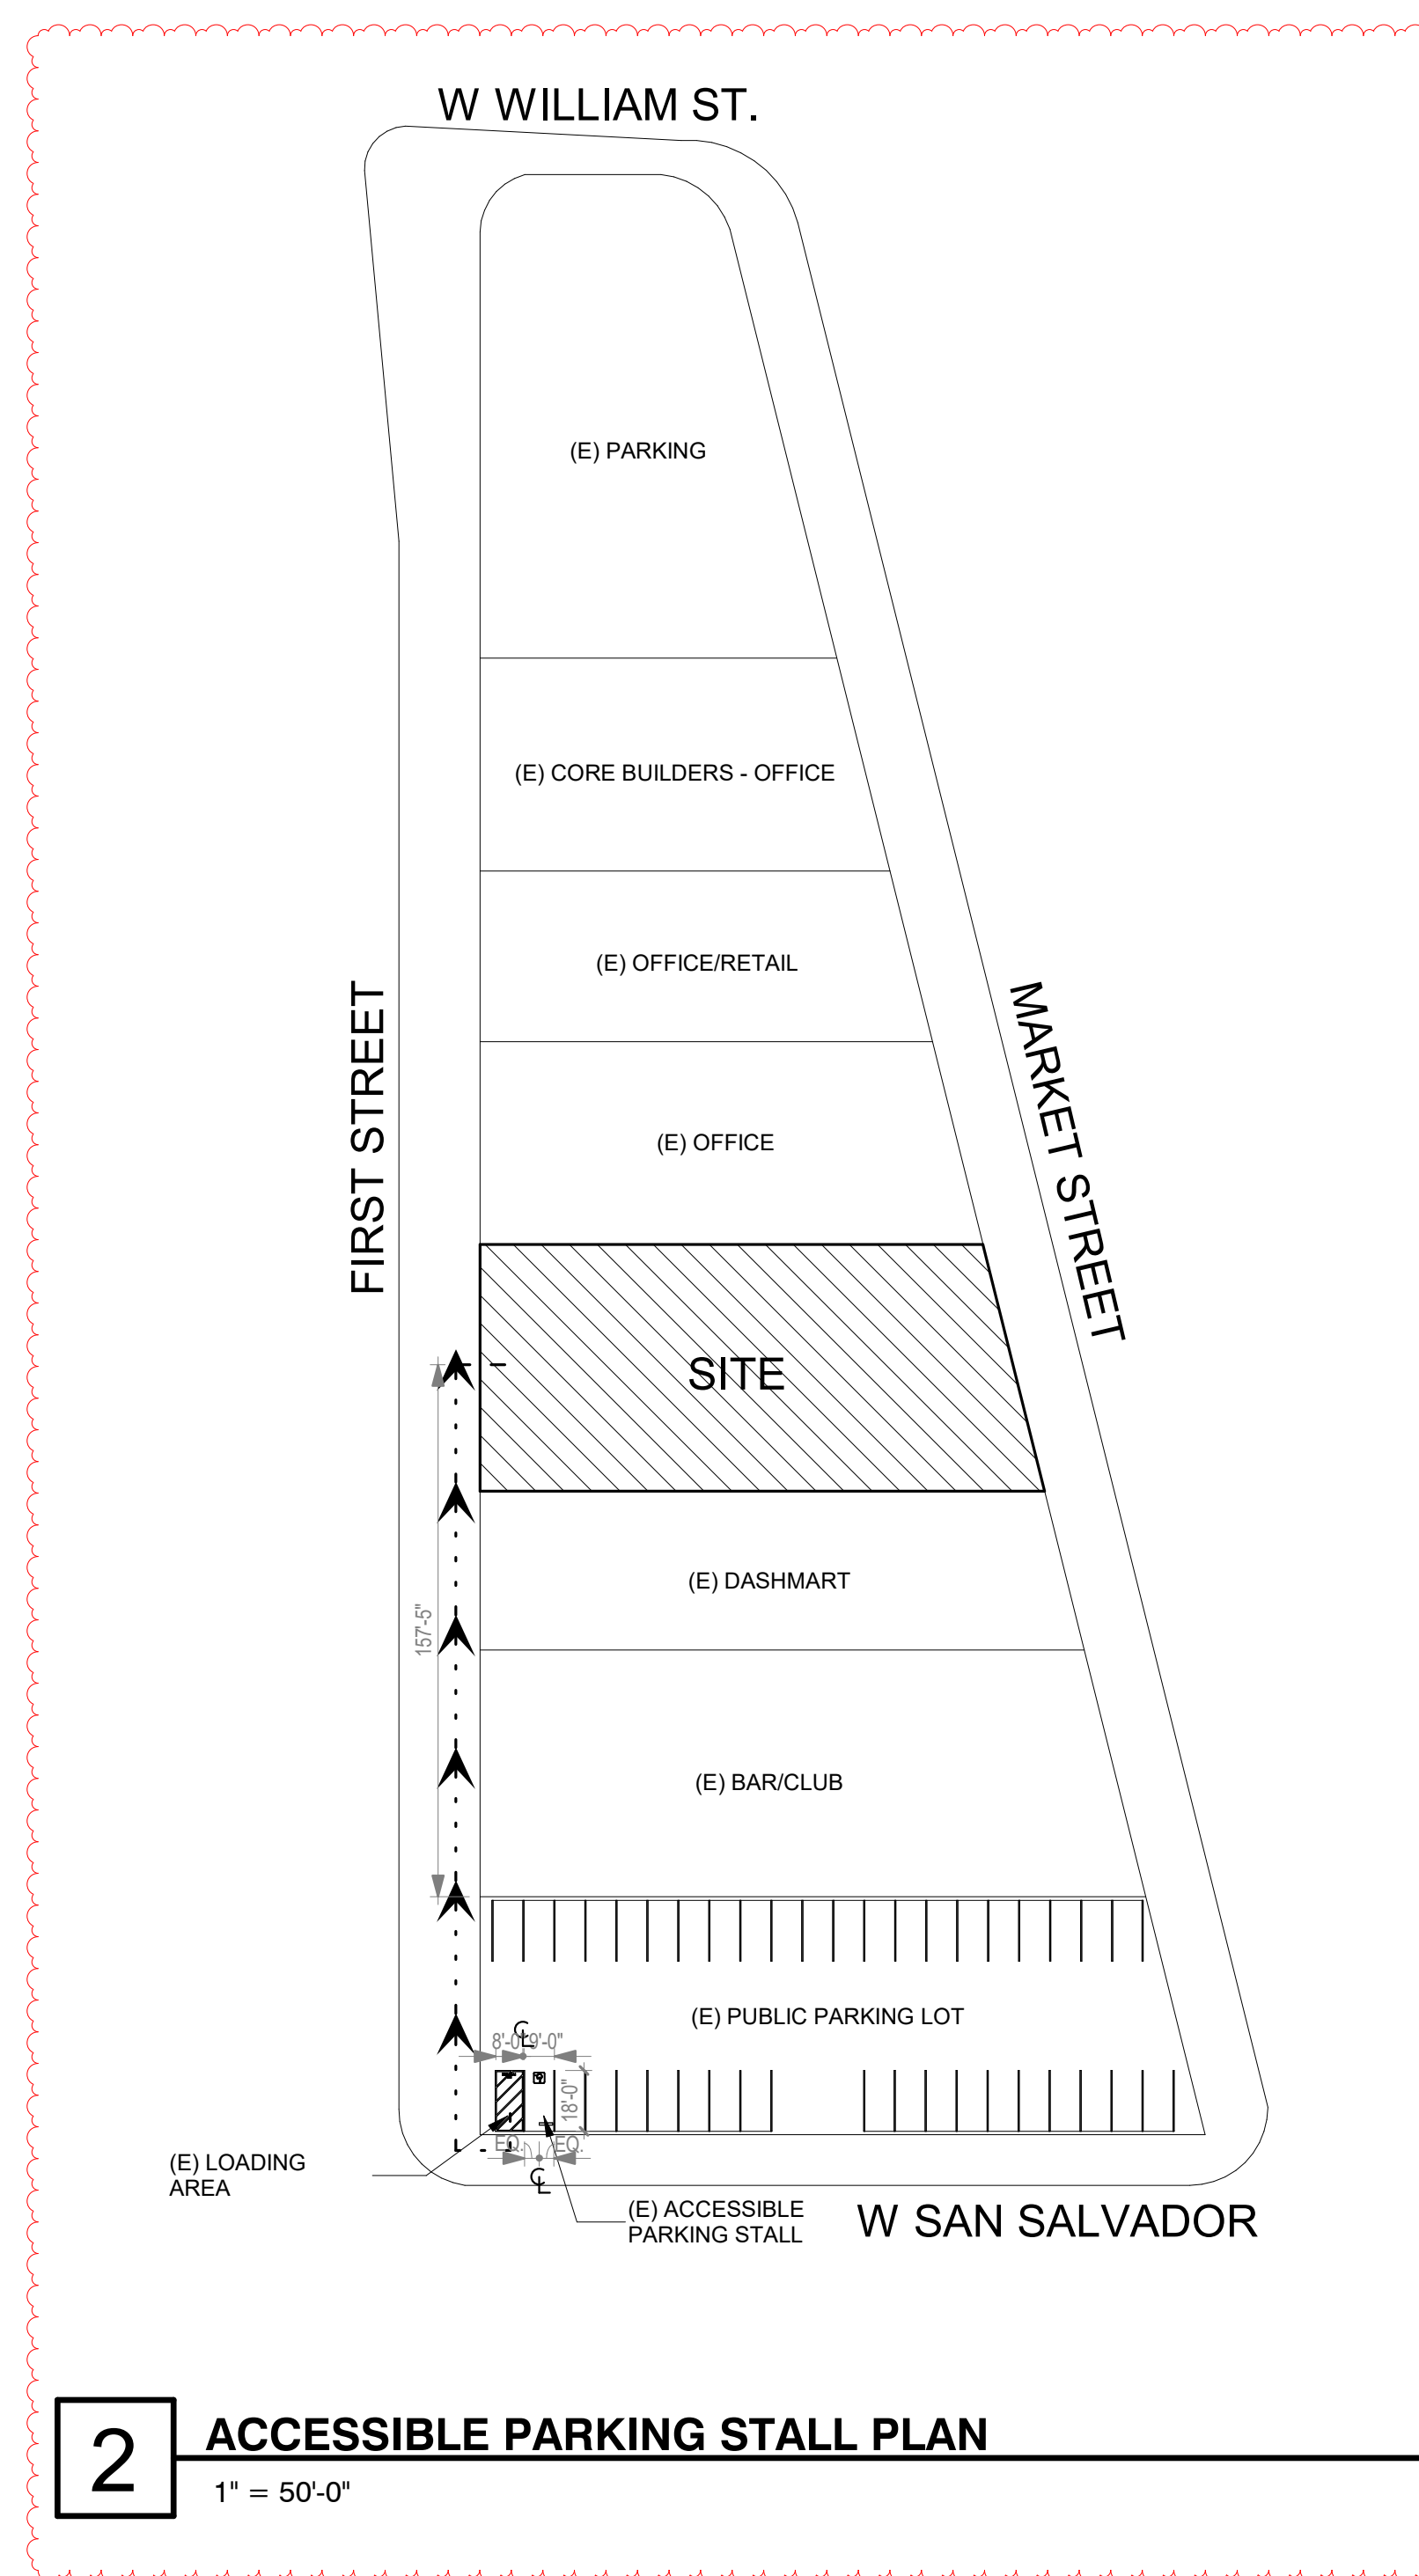 W WILLIAM ST.
(E) PARKING
(E) CORE BUILDERS - OFFICE
(E) OFFICE/RETAIL
FIRST STREET
MARKET STREET
(E) OFFICE
SITE
(E) DASHMART
157'-5"
(E) BAR/CLUB
(E) PUBLIC PARKING LOT
CL
8'-0"
9'-0"
18'-0"
EQ.
EQ.
CL
(E) LOADING
AREA
(E) ACCESSIBLE
PARKING STALL
W SAN SALVADOR
2
ACCESSIBLE PARKING STALL PLAN
1" = 50'-0"